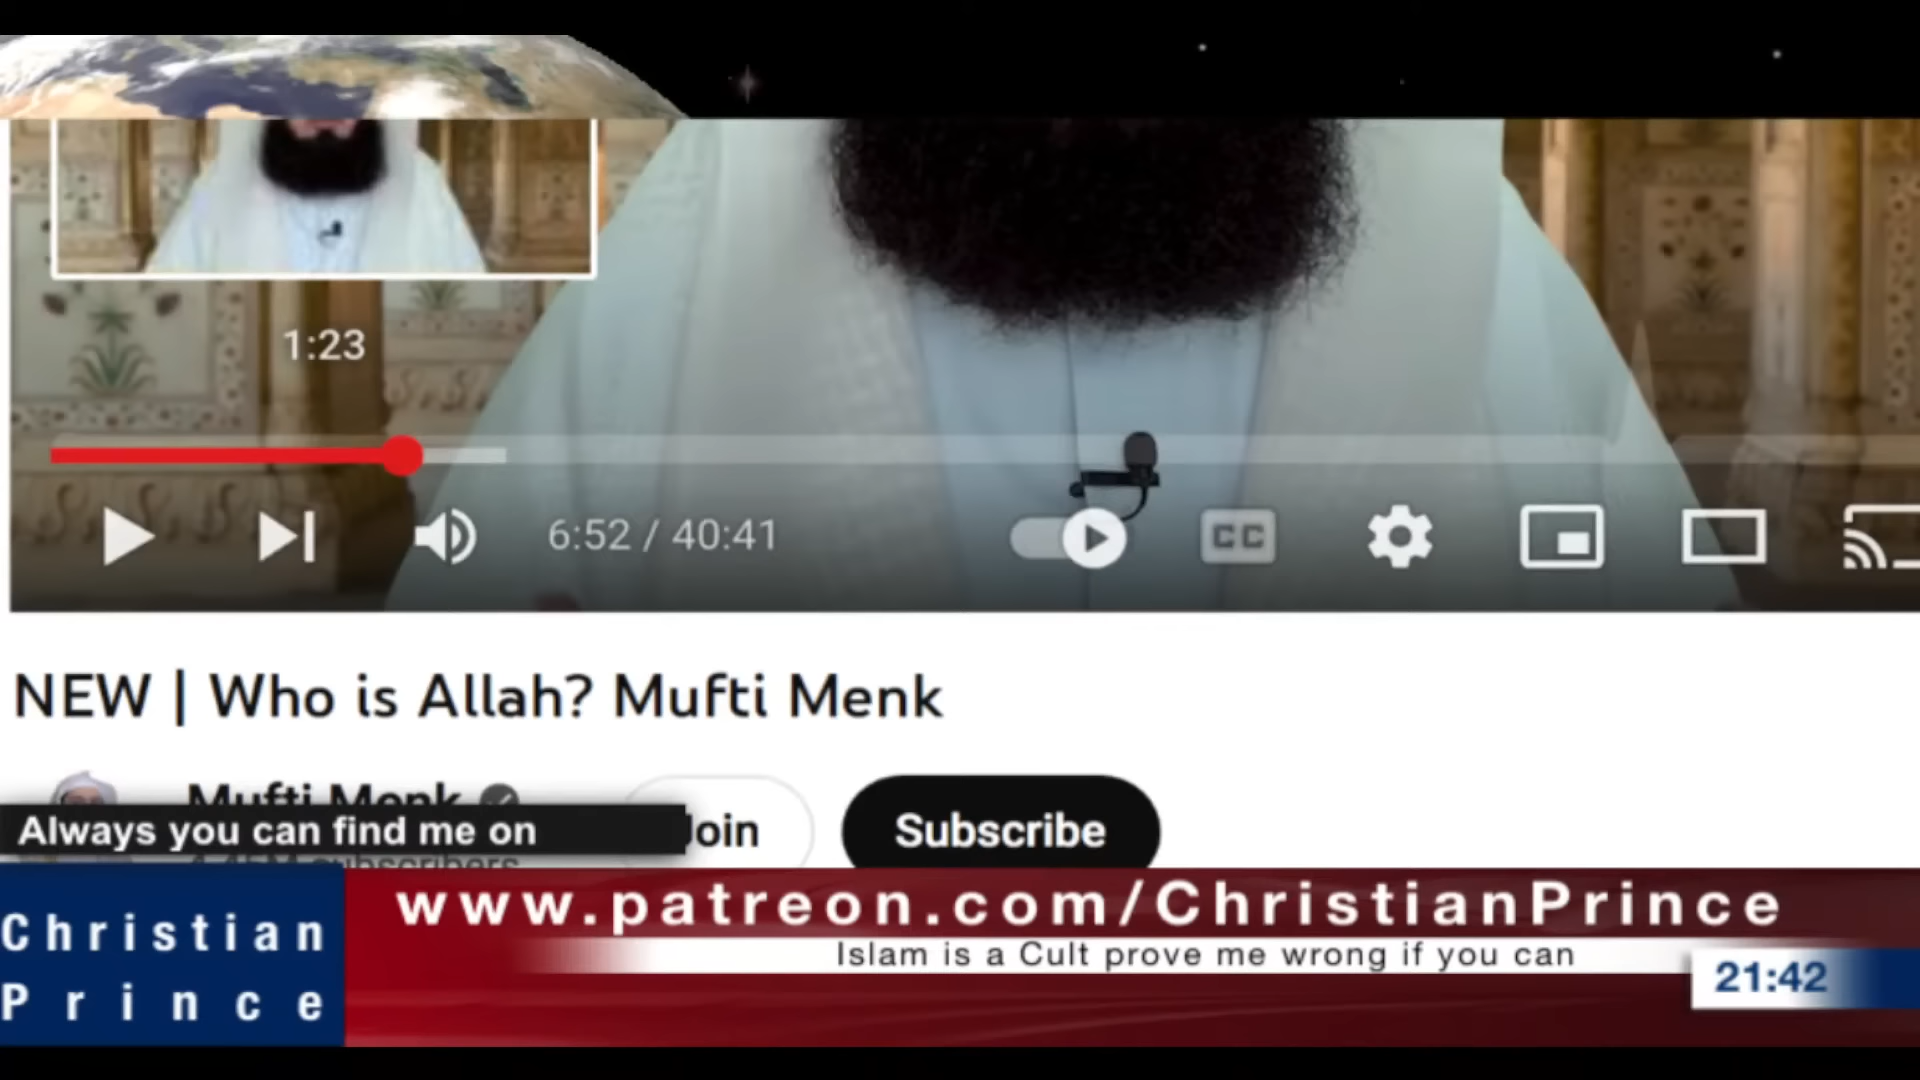 1:23
6:52 / 40:41
CC
NEW | Who is Allah? Mufti Menk
Mufti Menk
Join
Subscribe
Always you can find me on
subscribers
www.patreon.com/ChristianPrince
Christian
Prince
Islam is a Cult prove me wrong if you can
21:42